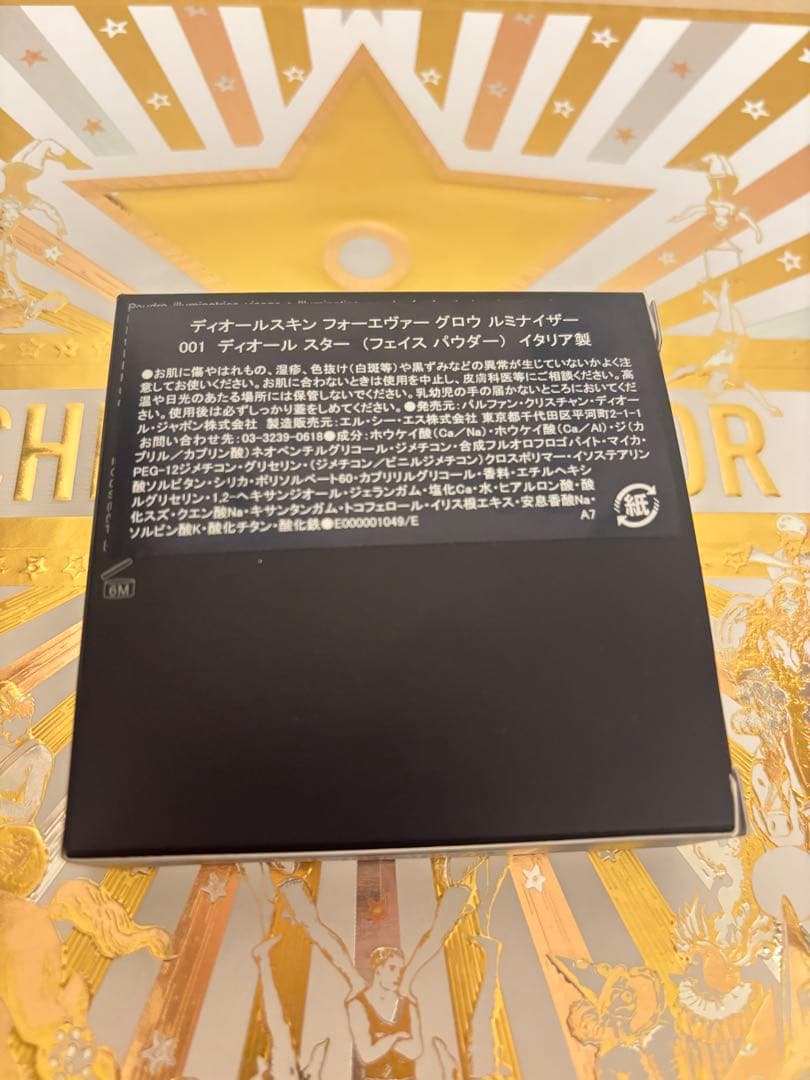 ディオールスキン フォーエヴァー グロウ ルミナイザー
001 ディオール スター （フェイス パウダー） イタリア製
●お肌に傷やはれもの、湿疹、色抜け(白斑等)や黒ずみなどの異常が生じていないかよく注
意してお使いください。お肌に合わないときは使用を中止し、皮膚科医等にご相談ください。高
温や日光のあたる場所には保管しないでください。乳幼児の手の届かないところにおいてくだ
さい。使用後は必ずしっかり蓋をしめてください。●発売元：パルファン・クリスチャン・ディオー
ル・ジャポン株式会社 製造販売元：エル・シー・エス株式会社 東京都千代田区平河町2-1-1
お問い合わせ先：03-3239-0618●成分：ホウケイ酸(Ca/Na)・ホウケイ酸(Ca/Al)・ジ(カ
プリル/カプリン酸)ネオペンチルグリコール・ジメチコン・合成フルオロフロゴパイト・マイカ・
PEG-12ジメチコン・グリセリン・(ジメチコン/ビニルジメチコン)クロスポリマー・イソステアリン
酸ソルビタン・シリカ・ポリソルベート60・カプリリルグリコール・香料・エチルヘキシ
ルグリセリン・1,2-ヘキサンジオール・ジェランガム・塩化Ca・水・ヒアルロン酸・酸
化スズ・クエン酸Na・キサンタンガム・トコフェロール・イリス根エキス・安息香酸Na・
ソルビン酸K・酸化チタン・酸化鉄●E000001049/E
A7
紙
6M
CH
OR